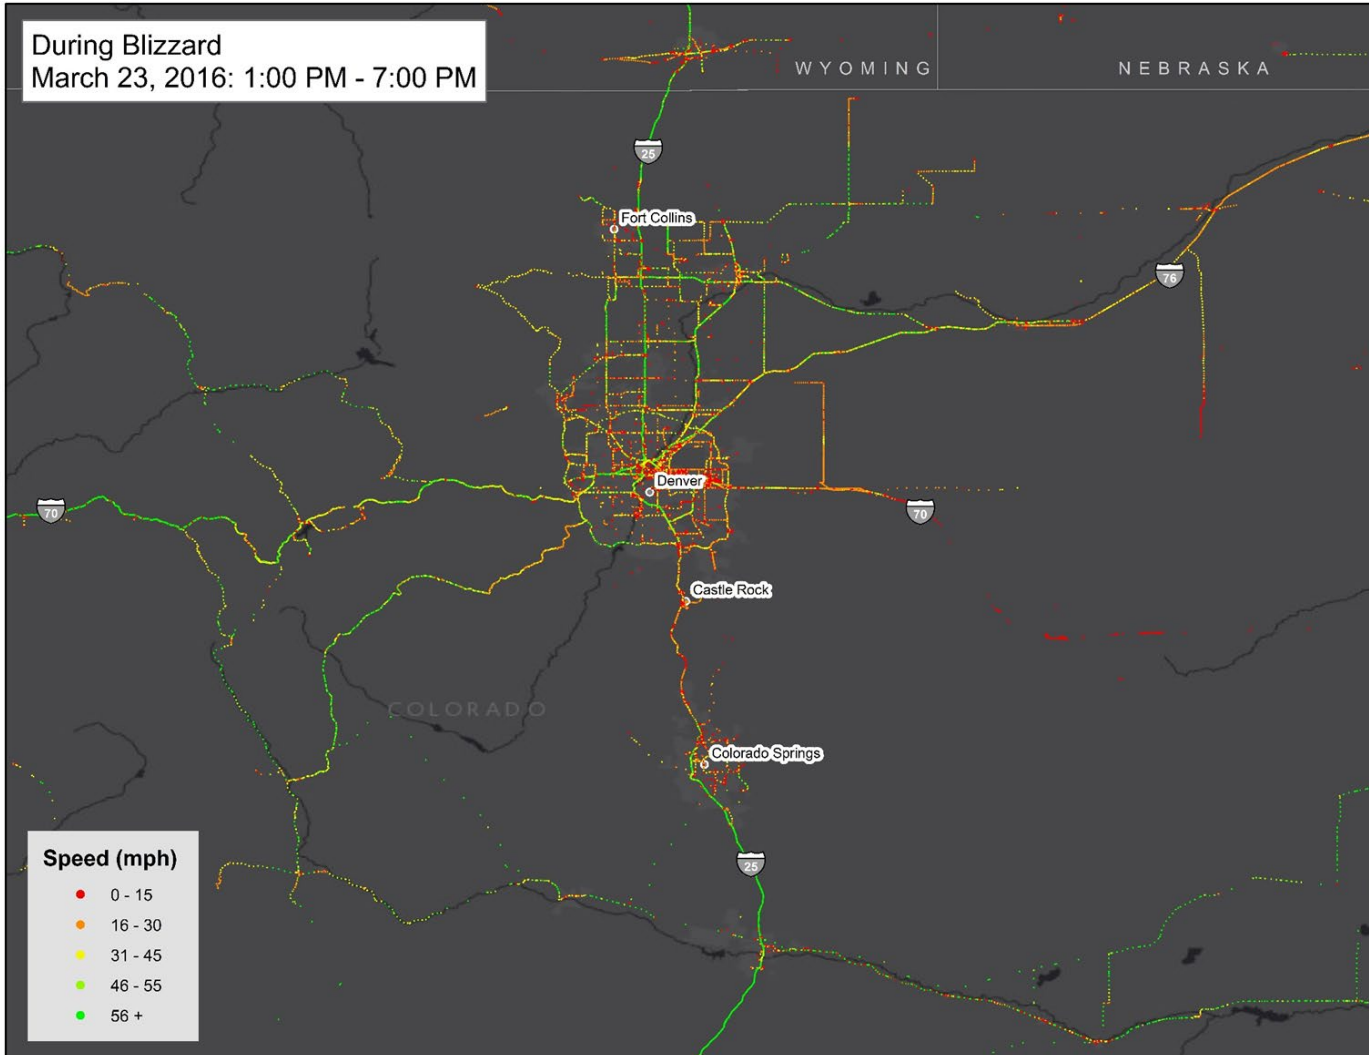 During Blizzard
March 23, 2016: 1:00 PM - 7:00 PM
WYOMING
NEBRASKA
25
Fort Collins
76
Denver
70
70
Castle Rock
COLORADO
Colorado Springs
25
Speed (mph)
0 - 15
16 - 30
31 - 45
46 - 55
56 +